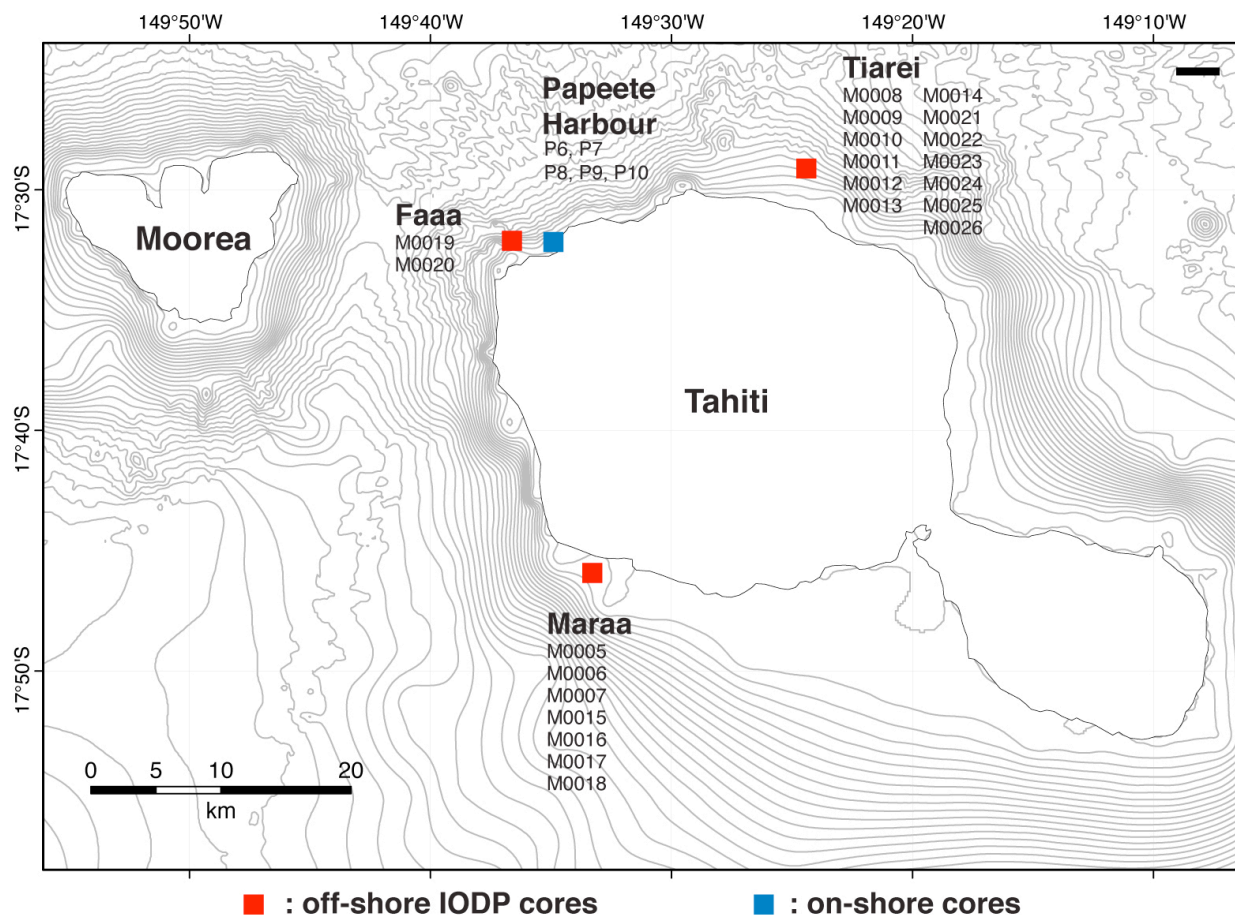 149°50'W 149°40'W 149°30'W 149°20'W 149°10'W
17°30'S
17°40'S
17°50'S
Papeete
Harbour
P6, P7
P8, P9, P10
Tiarei
M0008 M0014
M0009 M0021
M0010 M0022
M0011 M0023
M0012 M0024
M0013 M0025
M0026
Faaa
M0019
M0020
Moorea
Tahiti
Maraa
M0005
M0006
M0007
M0015
M0016
M0017
M0018
0 5 10 20
km
: off-shore IODP cores
: on-shore cores